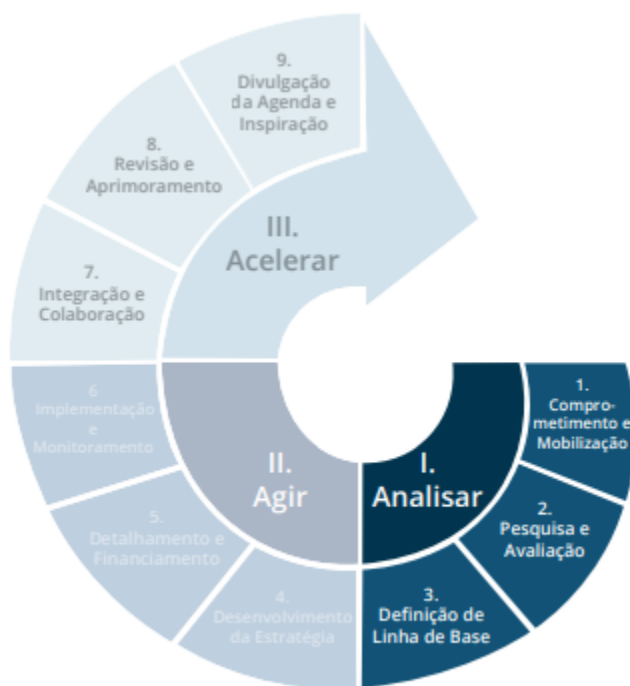 9.
Divulgação
da Agenda e
Inspiração
8.
Revisão e
Aprimoramento
III.
Acelerar
7.
Integração e
Colaboração
6
Implementação
e
Monitoramento
II.
Agir
5.
Detalhamento e
Financiamento
4.
Desenvolvimento
da Estratégia
I.
Analisar
1.
Compro-
metimento e
Mobilização
2.
Pesquisa e
Avaliação
3.
Definição de
Linha de Base